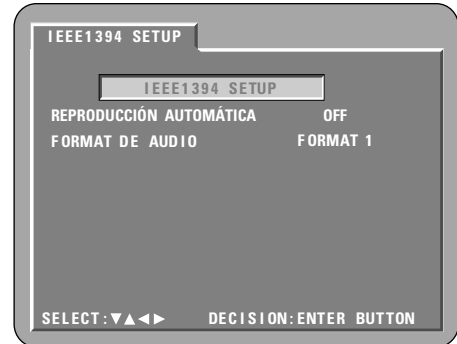 IEEE1394 SETUP
IEEE1394 SETUP
REPRODUCCIÓN AUTOMÁTICA OFF
FORMAT DE AUDIO FORMAT 1
SELECT:▼▲◀▶ DECISION:ENTER BUTTON